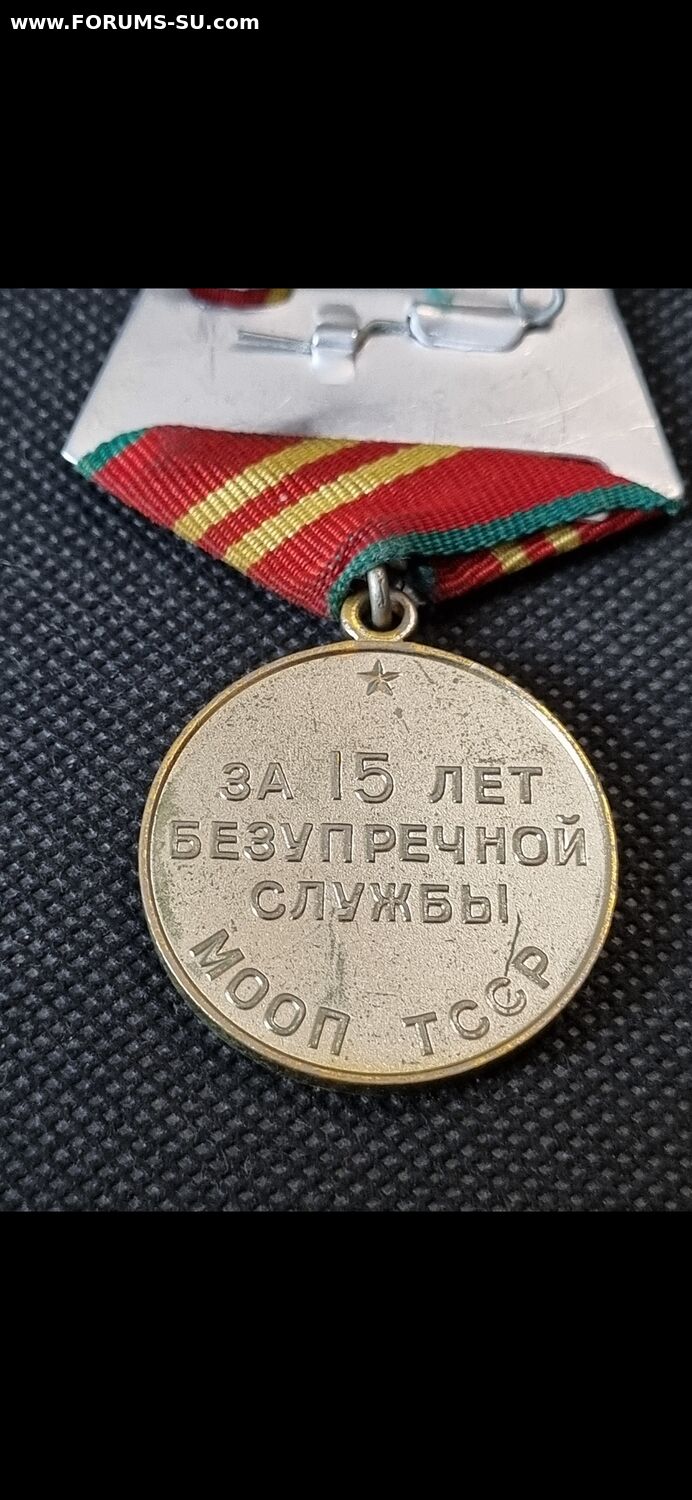 www.FORUMS-SU.com
ЗА 15 ЛЕТ
БЕЗУПРЕЧНОЙ
СЛУЖБЫ
МООП ТССР